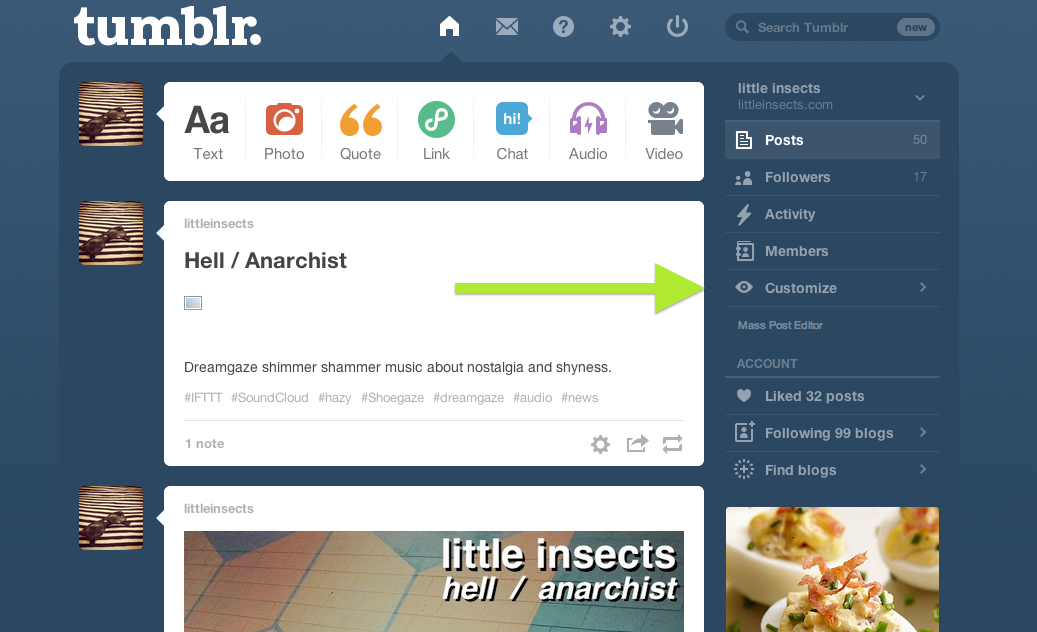 tumblr.
Search Tumblr
new
Aa
hi!
Text
Photo
Quote
Link
Chat
Audio
Video
littleinsects
Hell / Anarchist
Dreamgaze shimmer shammer music about nostalgia and shyness.
#IFTTT #SoundCloud #hazy #Shoegaze #dreamgaze #audio #news
1 note
littleinsects
little insects
hell / anarchist
little insects
littleinsects.com
Posts 50
Followers 17
Activity
Members
Customize
Mass Post Editor
ACCOUNT
Liked 32 posts
Following 99 blogs
Find blogs